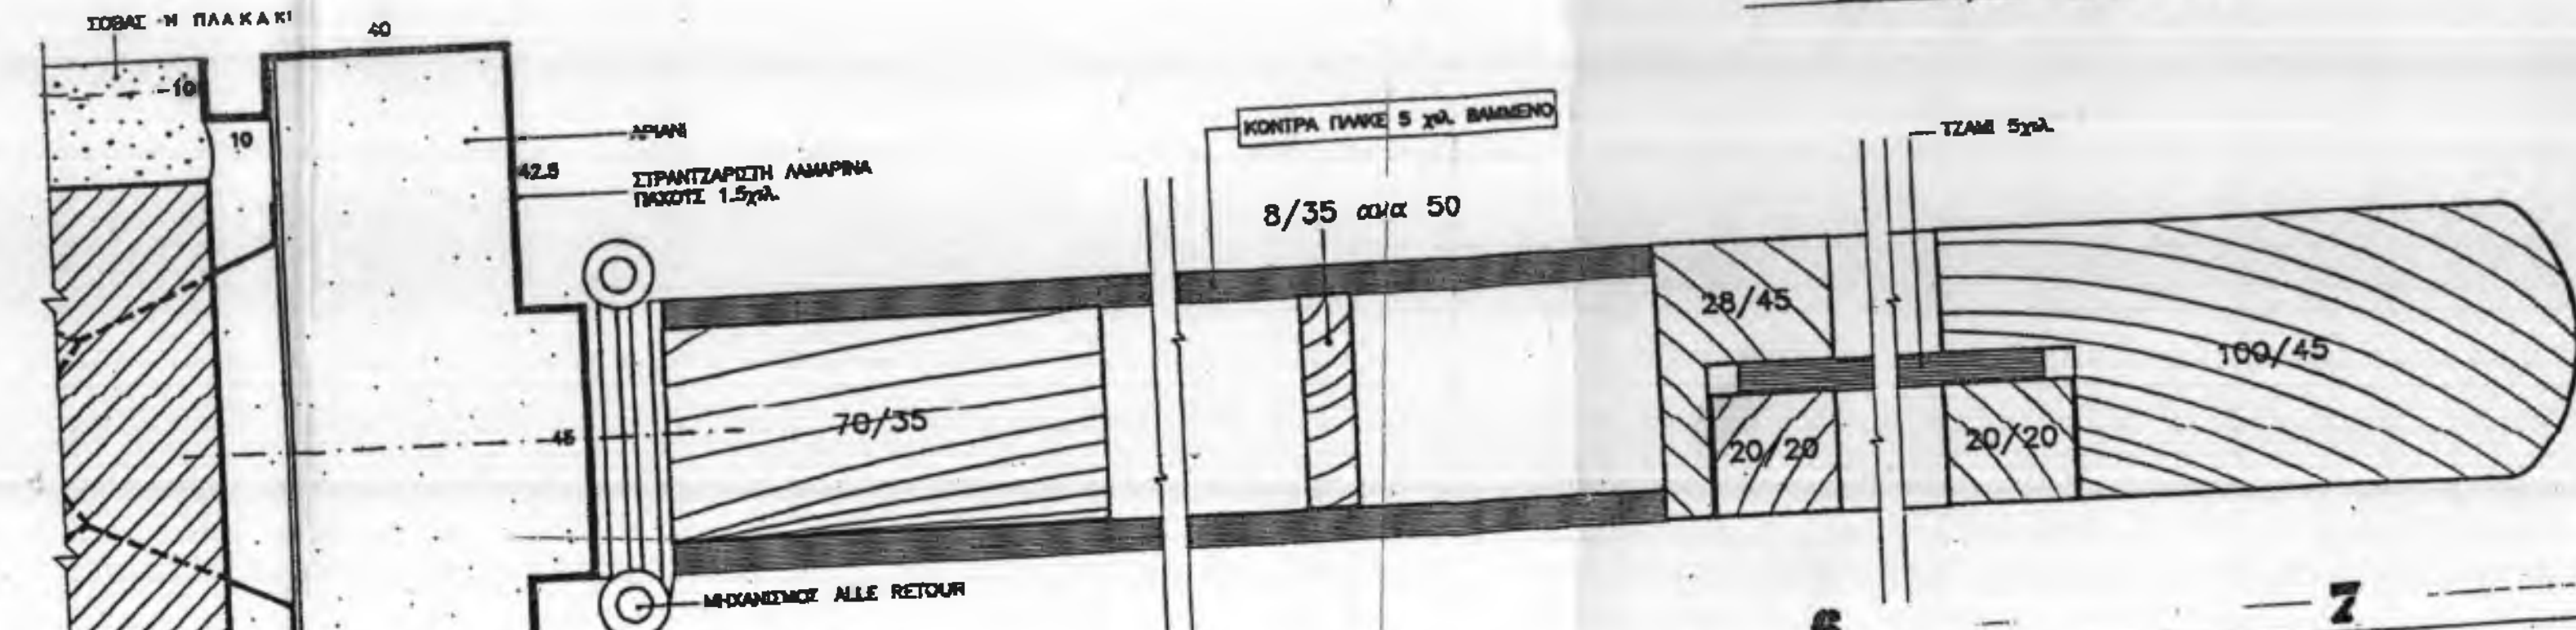 ΣΟΒΑΣ Ή ΠΛΑΚΑΚΙ
40
10
10
ΑΡΙΑΝΙ
42.5
ΣΤΡΑΝΤΖΑΡΙΣΤΗ ΛΑΜΑΡΙΝΑ
ΠΑΧΟΥΣ 1.5χιλ.
ΚΟΝΤΡΑ ΠΛΑΚΕ 5 χιλ. ΒΑΜΜΕΝΟ
ΤΖΑΜΙ 5χιλ.
8/35 ανα 50
28/45
100/45
70/35
45
20/20
20/20
ΜΗΧΑΝΙΣΜΟΣ ALLE RETOUR
7